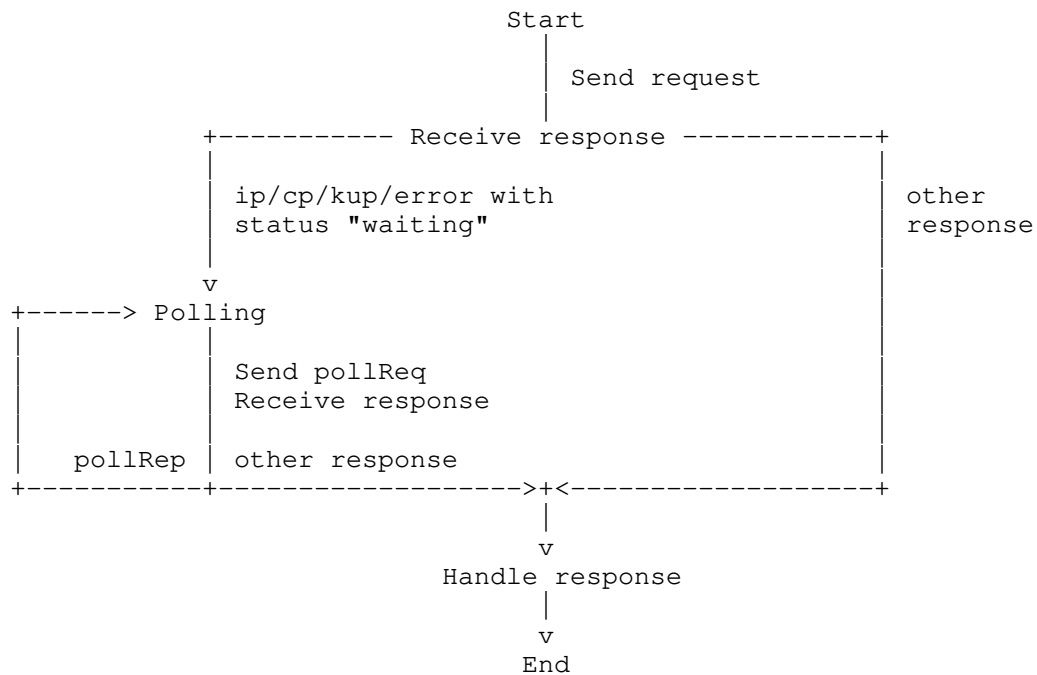 Start
Send request
Receive response
ip/cp/kup/error with
status "waiting"
other
response
Polling
Send pollReq
Receive response
pollRep
other response
Handle response
End